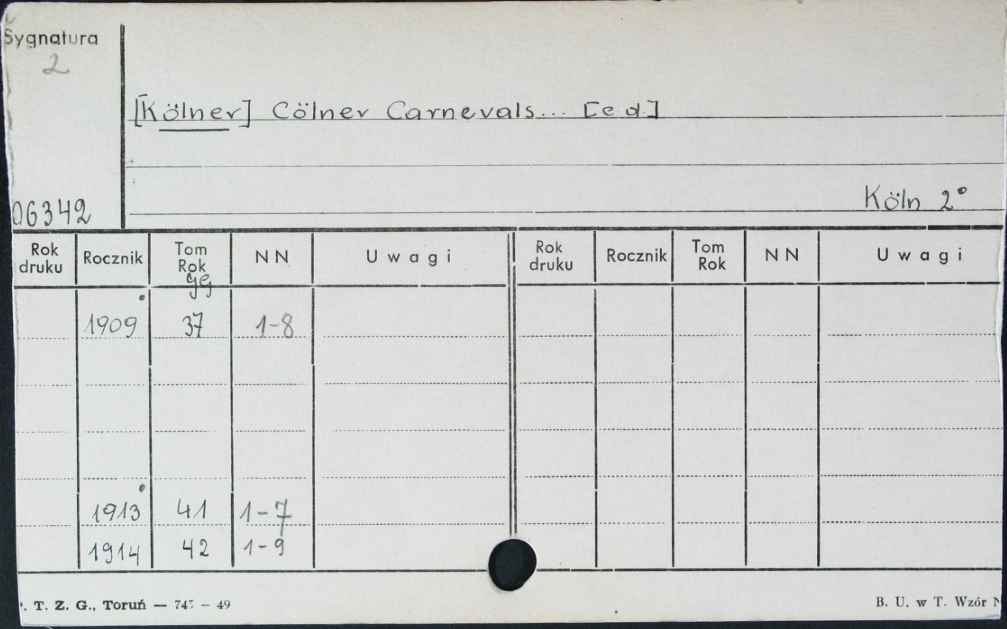 Sygnatura
2
[Kölner] Cölner Carnevals... [ed]
06342
Köln 2°
Rok druku Rocznik Tom Rok NN Uwagi Rok druku Rocznik Tom Rok NN Uwagi
gg
1909 37 1-8
1913 41 1-7
1914 42 1-9
T. Z. G., Toruń — 745 — 49
B. U. w T. Wzór